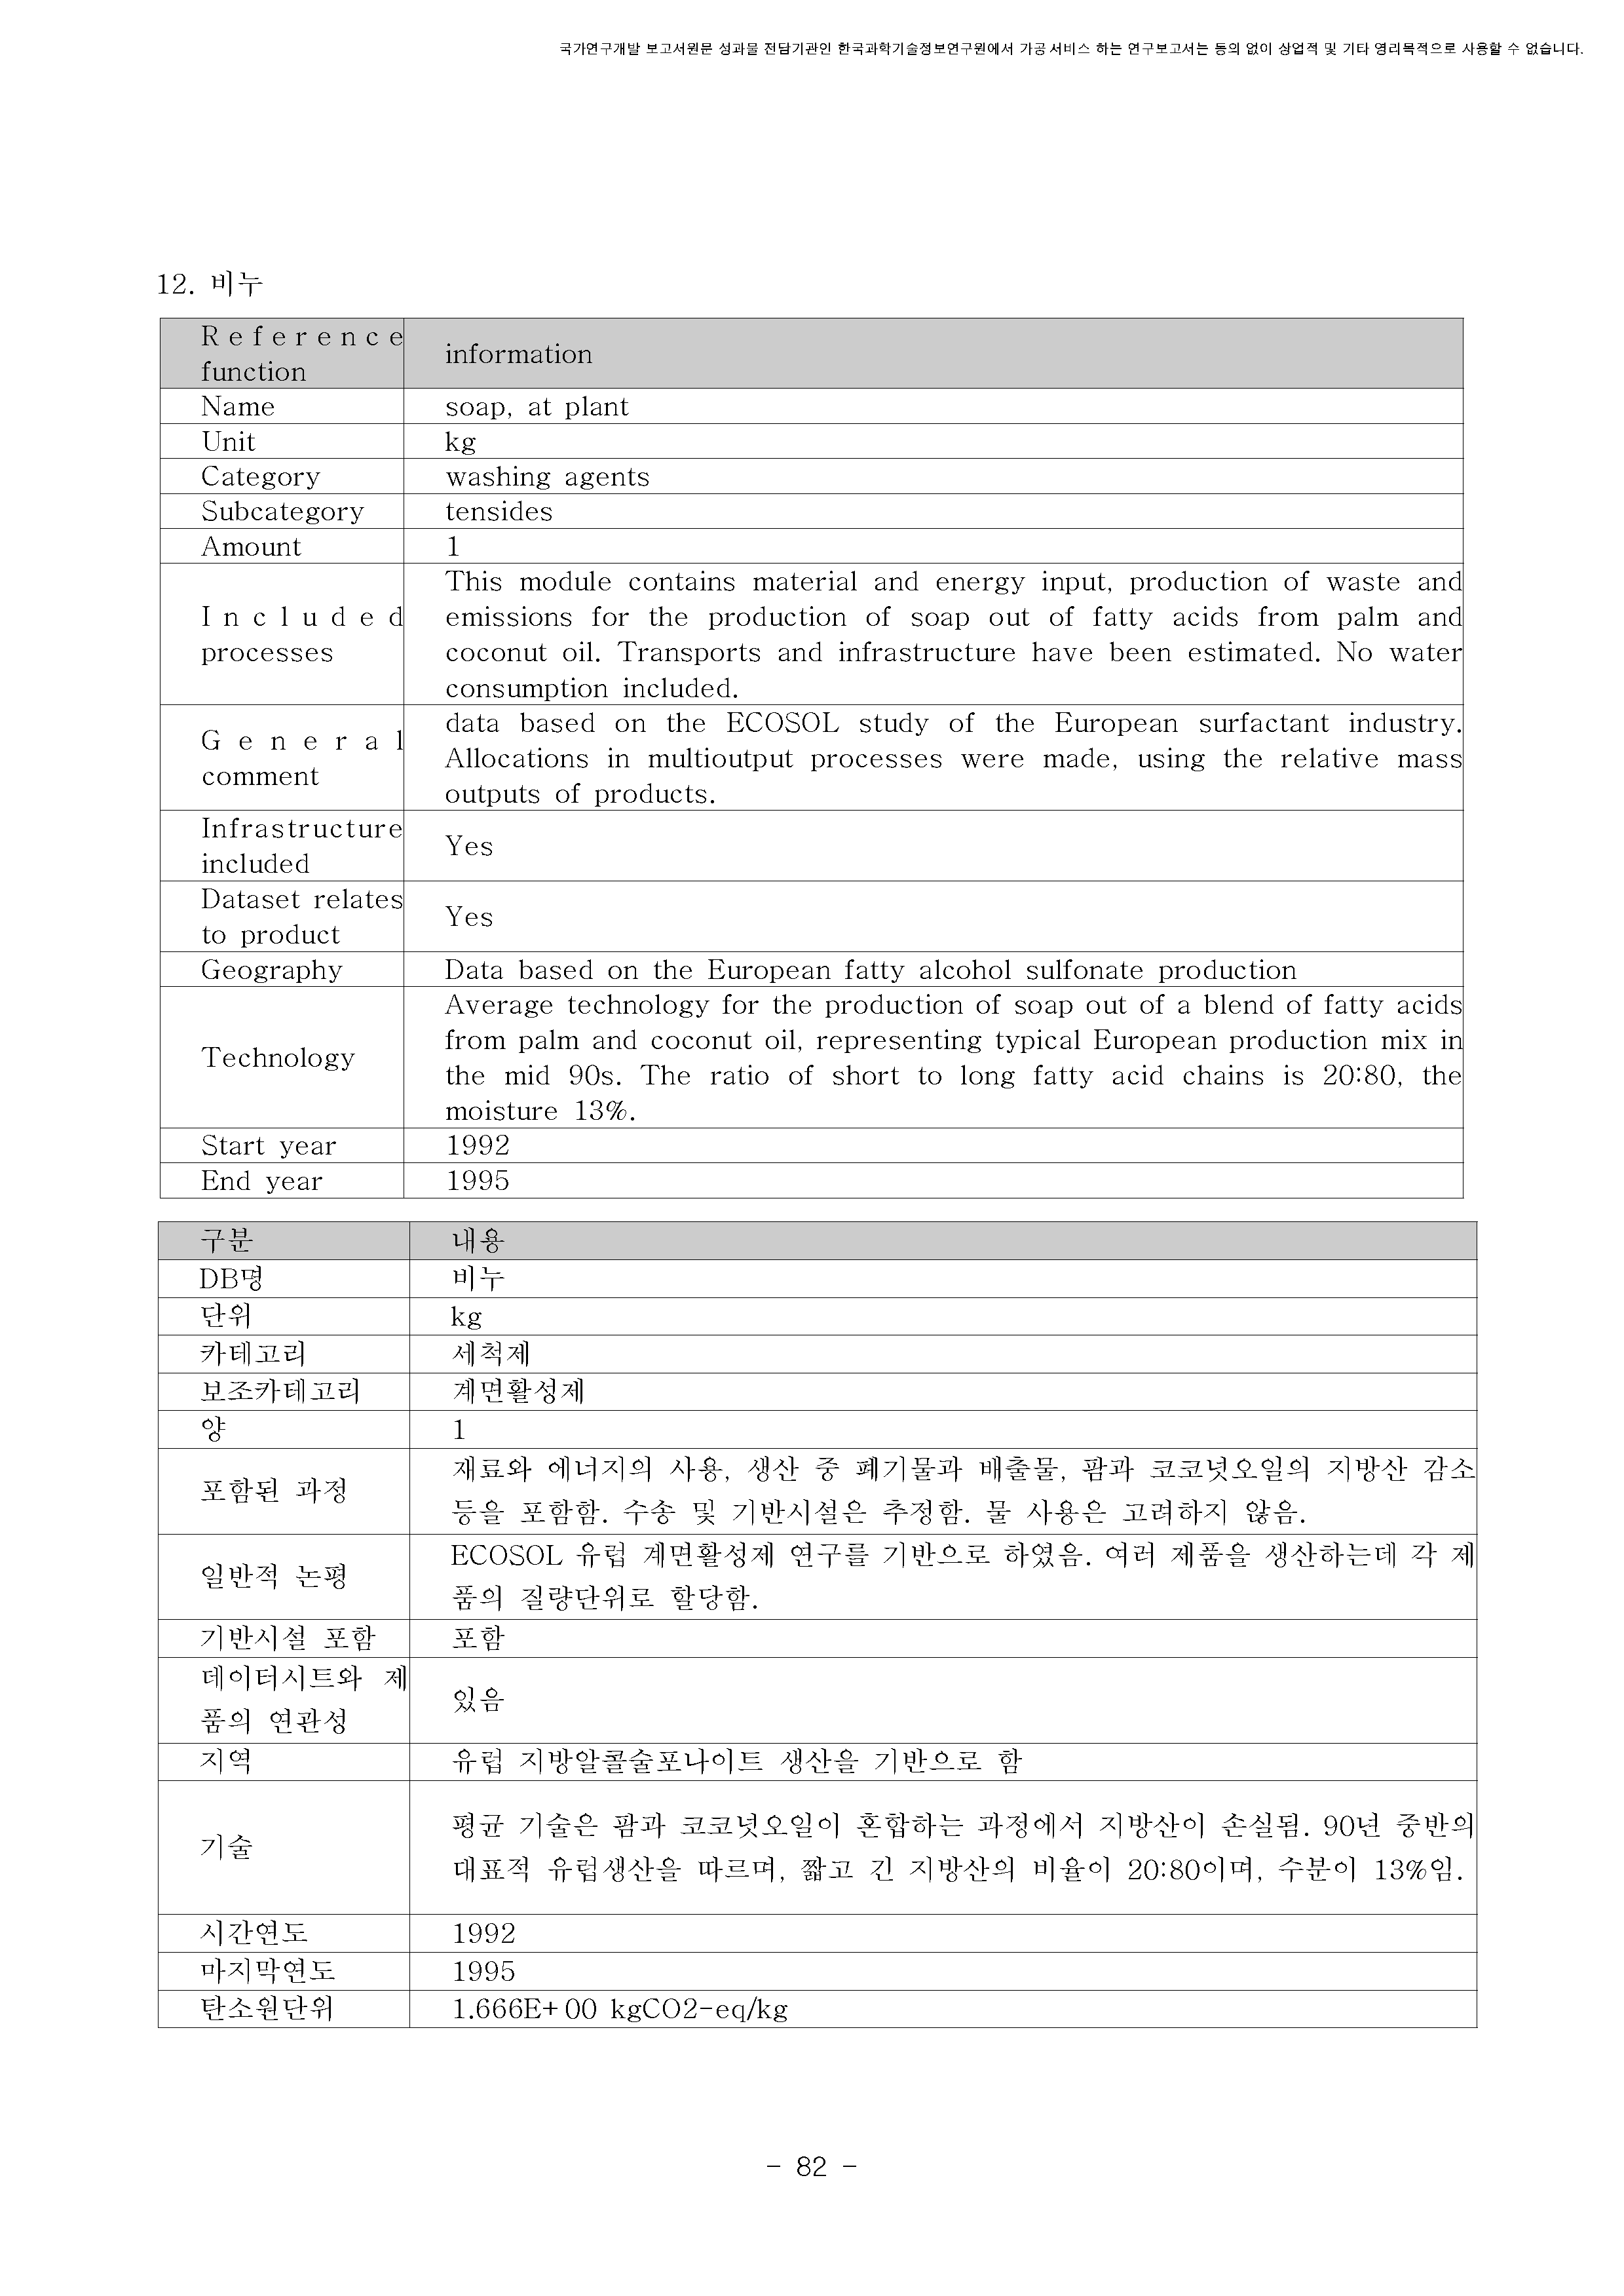 국가연구개발 보고서원문 성과물 전담기관인 한국과학기술정보연구원에서 가공·서비스 하는 연구보고서는 동의 없이 상업적 및 기타 영리목적으로 사용할 수 없습니다.
12. 비누
Reference
function
information
Name
soap, at plant
Unit
kg
Category
washing agents
Subcategory
tensides
Amount
1
Included
processes
This module contains material and energy input, production of waste and
emissions for the production of soap out of fatty acids from palm and
coconut oil. Transports and infrastructure have been estimated. No water
consumption included.
General
comment
data based on the ECOSOL study of the European surfactant industry.
Allocations in multioutput processes were made, using the relative mass
outputs of products.
Infrastructure
included
Yes
Dataset relates
to product
Yes
Geography
Data based on the European fatty alcohol sulfonate production
Technology
Average technology for the production of soap out of a blend of fatty acids
from palm and coconut oil, representing typical European production mix in
the mid 90s. The ratio of short to long fatty acid chains is 20:80, the
moisture 13%.
Start year
1992
End year
1995
구분
내용
DB명
비누
단위
kg
카테고리
세척제
보조카테고리
계면활성제
양
1
포함된 과정
재료와 에너지의 사용, 생산 중 폐기물과 배출물, 팜과 코코넛오일의 지방산 감소
등을 포함함. 수송 및 기반시설은 추정함. 물 사용은 고려하지 않음.
일반적 논평
ECOSOL 유럽 계면활성제 연구를 기반으로 하였음. 여러 제품을 생산하는데 각 제
품의 질량단위로 할당함.
기반시설 포함
포함
데이터시트와 제
품의 연관성
있음
지역
유럽 지방알콜술포나이트 생산을 기반으로 함
기술
평균 기술은 팜과 코코넛오일이 혼합하는 과정에서 지방산이 손실됨. 90년 중반의
대표적 유럽생산을 따르며, 짧고 긴 지방산의 비율이 20:80이며, 수분이 13%임.
시간연도
1992
마지막연도
1995
탄소원단위
1.666E+00 kgCO2-eq/kg
- 82 -